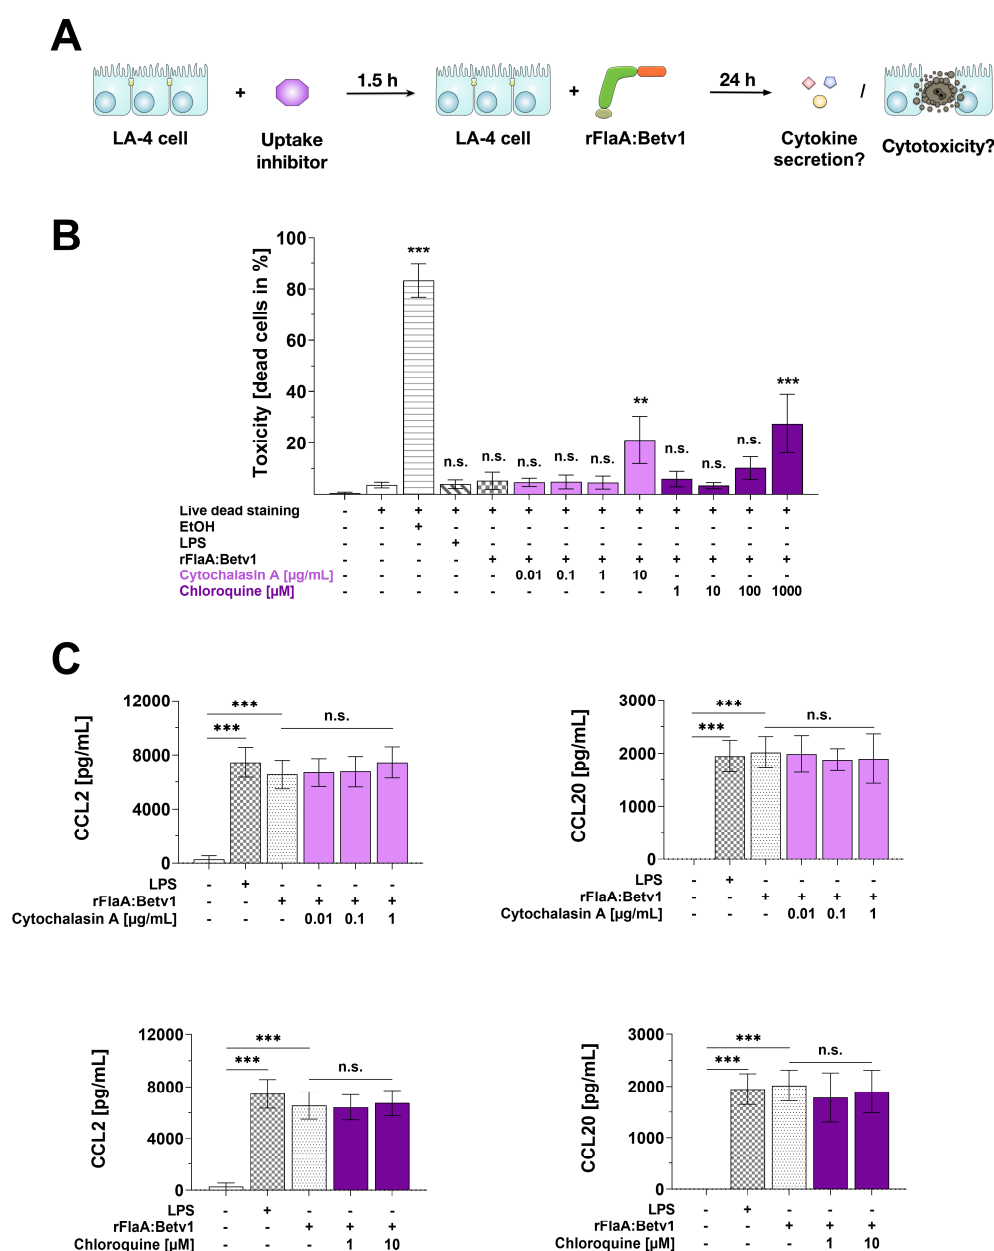 A
1.5 h
24 h
+
+
/
LA-4 cell
Uptake
inhibitor
LA-4 cell
rFlaA:Betv1
Cytokine
secretion?
Cytotoxicity?
B
Toxicity [dead cells in %]
100
80
60
40
20
*** n.s. n.s. n.s. n.s. n.s. ** n.s. n.s. n.s. ***
Live dead staining - + + + + + + + + + + + +
EtOH - - + - - - - - - - - - -
LPS - - - + - - - - - - - - -
rFlaA:Betv1 - - - - + + + + + + + + +
Cytochalasin A [µg/mL] - - - - - 0.01 0.1 1 10 - - - -
Chloroquine [µM] - - - - - - - - - 1 10 100 1000
C
CCL2 [pg/mL]
12000
8000
4000
0
***
***
n.s.
LPS - + - - - -
rFlaA:Betv1 - - + + + +
Cytochalasin A [µg/mL] - - - 0.01 0.1 1
CCL20 [pg/mL]
3000
2000
1000
0
***
***
n.s.
LPS - + - - - -
rFlaA:Betv1 - - + + + +
Cytochalasin A [µg/mL] - - - 0.01 0.1 1
CCL2 [pg/mL]
12000
8000
4000
0
***
***
n.s.
LPS - + - - -
rFlaA:Betv1 - - + + +
Chloroquine [µM] - - - 1 10
CCL20 [pg/mL]
3000
2000
1000
0
***
***
n.s.
LPS - + - - -
rFlaA:Betv1 - - + + +
Chloroquine [µM] - - - 1 10